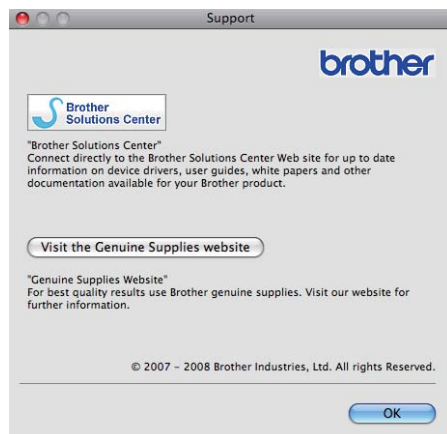 Support
brother
Brother
Solutions Center
"Brother Solutions Center"
Connect directly to the Brother Solutions Center Web site for up to date
information on device drivers, user guides, white papers and other
documentation available for your Brother product.
Visit the Genuine Supplies website
"Genuine Supplies Website"
For best quality results use Brother genuine supplies. Visit our website for
further information.
© 2007 – 2008 Brother Industries, Ltd. All rights Reserved.
OK